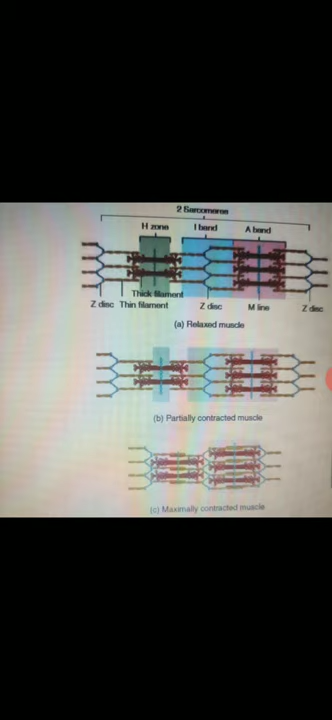 2 Sarcomeres
H zone I band A band
Thick filament
Z disc Thin filament Z disc M line Z disc
(a) Relaxed muscle
(b) Partially contracted muscle
(c) Maximally contracted muscle